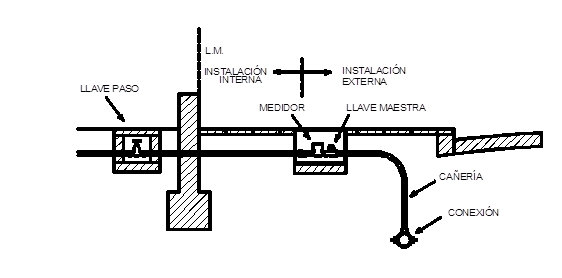 L.M.
INSTALACIÓN
INTERNA
INSTALACIÓN
EXTERNA
LLAVE PASO
MEDIDOR
LLAVE MAESTRA
CAÑERÍA
CONEXIÓN